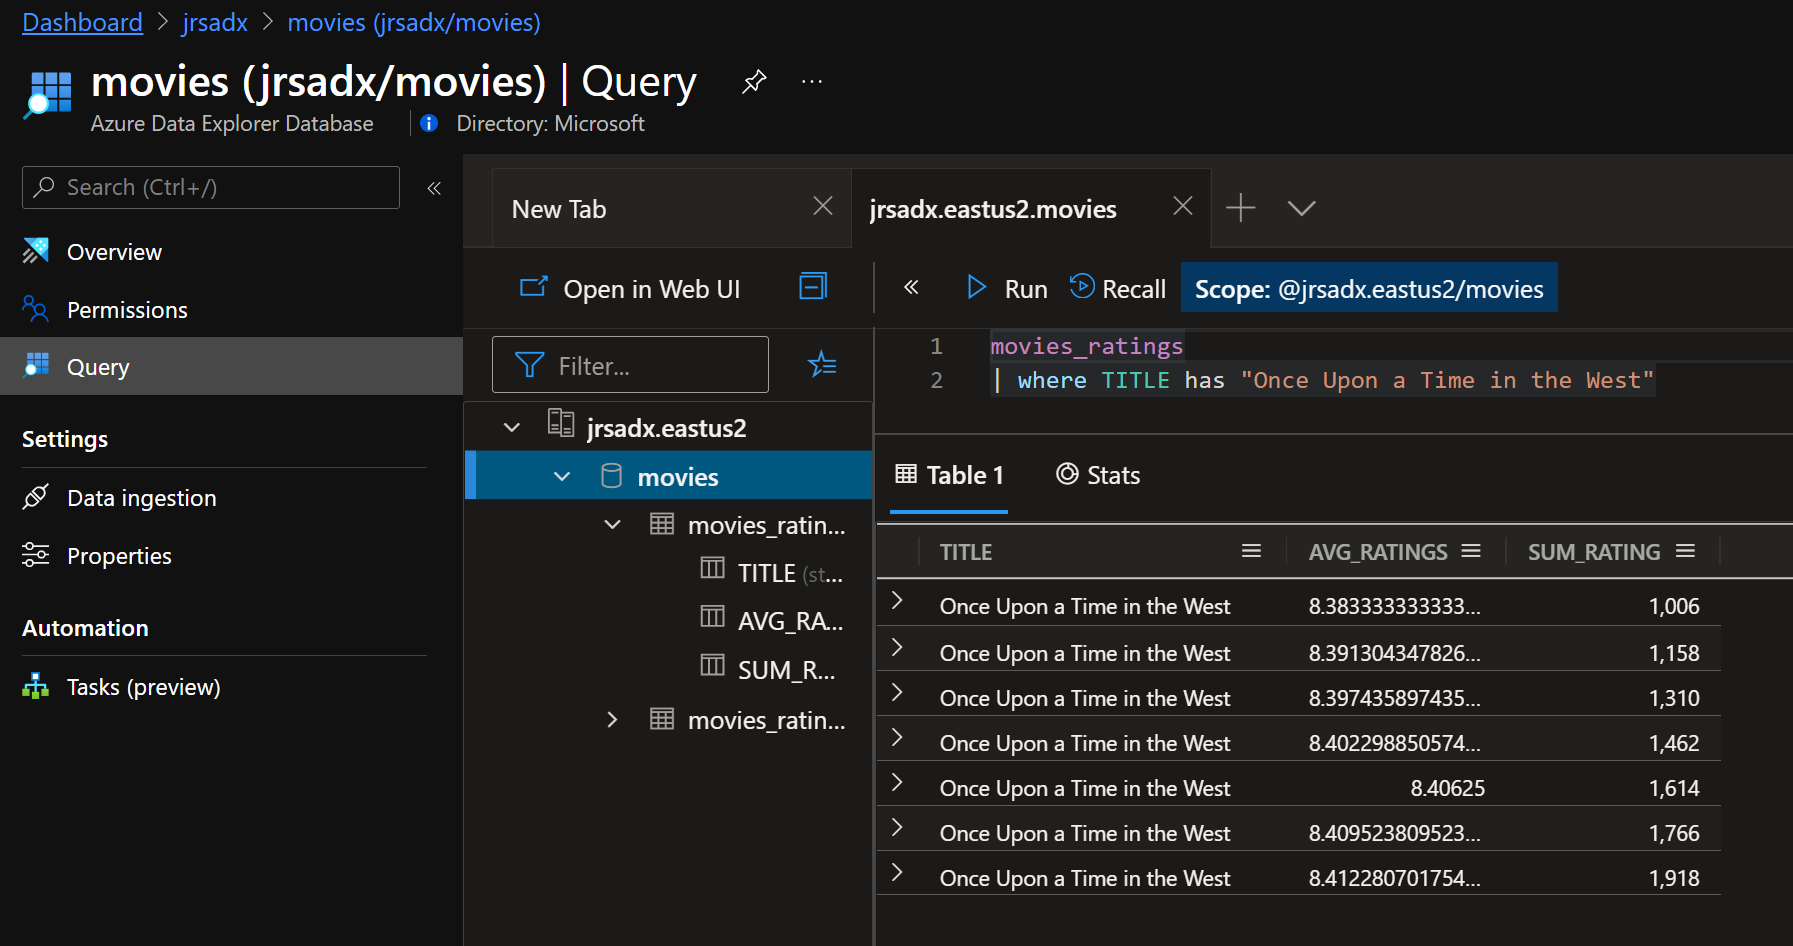 Dashboard > jrsadx > movies (jrsadx/movies)
movies (jrsadx/movies) | Query
Azure Data Explorer Database
Directory: Microsoft
Search (Ctrl+/)
Overview
Permissions
Query
Settings
Data ingestion
Properties
Automation
Tasks (preview)
New Tab
jrsadx.eastus2.movies
Open in Web UI
Run
Recall
Scope: @jrsadx.eastus2/movies
Filter...
jrsadx.eastus2
movies
movies_ratin...
TITLE (st...
AVG_RA...
SUM_R...
movies_ratin...
1 movies_ratings
2 | where TITLE has "Once Upon a Time in the West"
Table 1
Stats
TITLE AVG_RATINGS SUM_RATING
Once Upon a Time in the West 8.383333333333... 1,006
Once Upon a Time in the West 8.391304347826... 1,158
Once Upon a Time in the West 8.397435897435... 1,310
Once Upon a Time in the West 8.402298850574... 1,462
Once Upon a Time in the West 8.40625 1,614
Once Upon a Time in the West 8.409523809523... 1,766
Once Upon a Time in the West 8.412280701754... 1,918